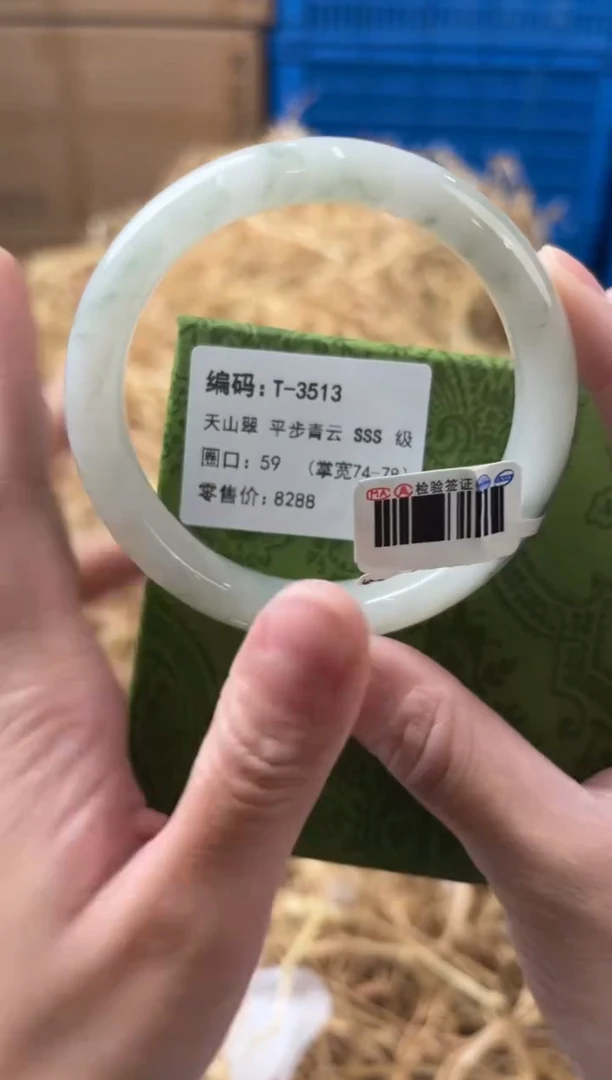 编码：T-3513
天山翠 平步青云 SSS 级
圈口：59 （掌宽74-78）
零售价：8288
MA 检验签证